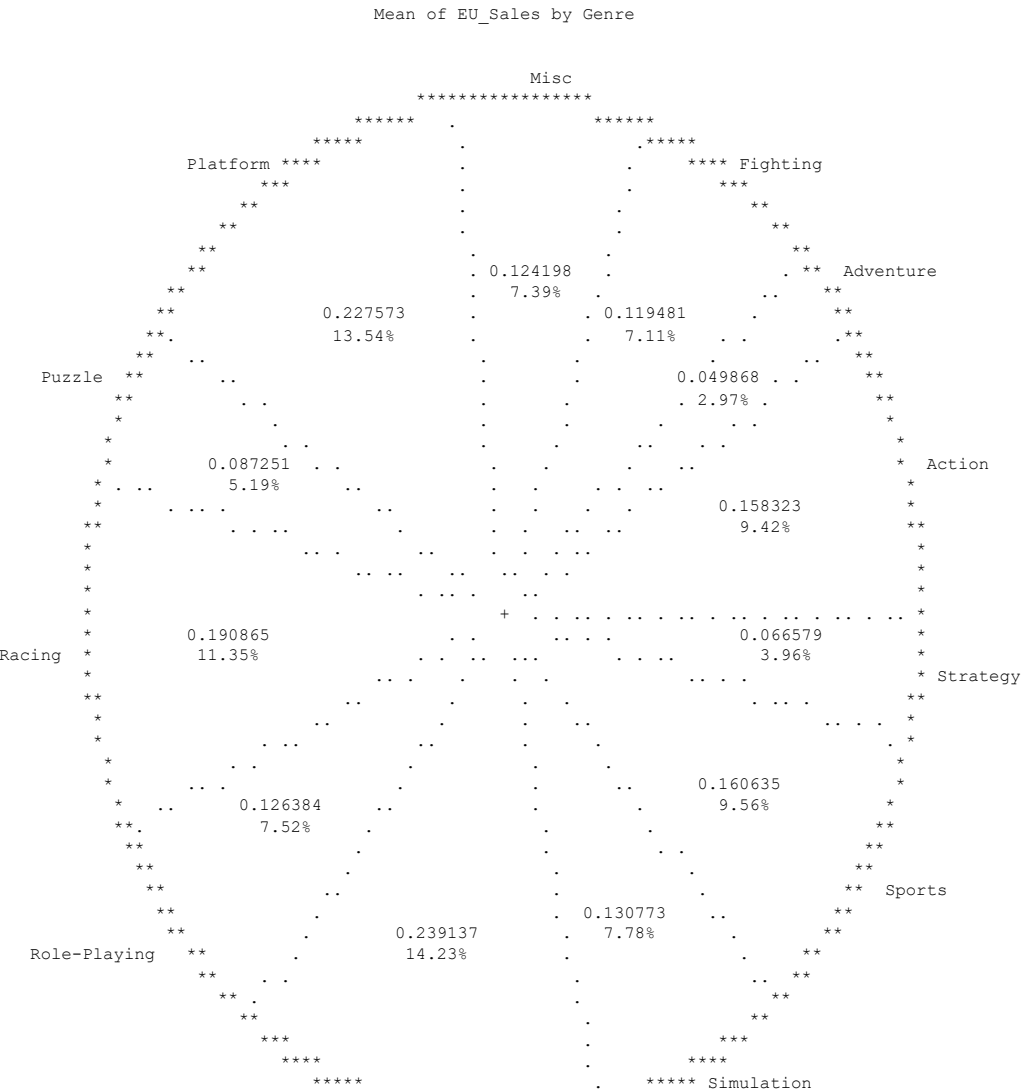 Mean of EU_Sales by Genre
Misc
Platform
Fighting
0.124198
Adventure
7.39%
0.227573
0.119481
13.54%
7.11%
Puzzle
0.049868
2.97%
0.087251
Action
5.19%
0.158323
9.42%
0.190865
0.066579
Racing
11.35%
3.96%
Strategy
0.160635
0.126384
9.56%
7.52%
Sports
0.130773
0.239137
7.78%
Role-Playing
14.23%
Simulation